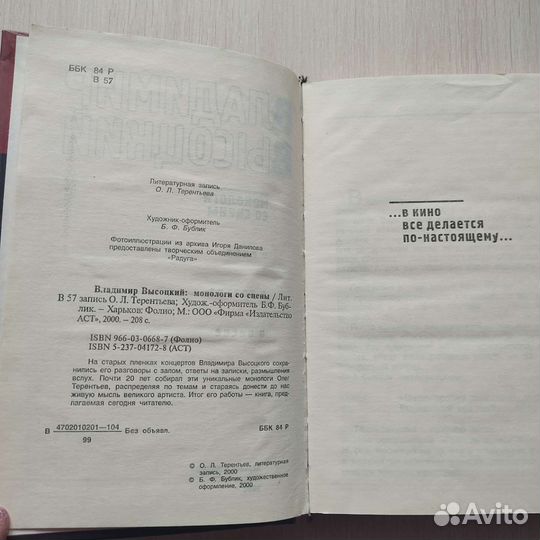 ББК 84 Р
В 57
Литературная запись
О. Л. Терентьева
Художник-оформитель
Б. Ф. Бублик
Фотоиллюстрации из архива Игоря Данилова
предоставлены творческим объединением
«Радуга»
Владимир Высоцкий: монологи со сцены / Лит.
В 57 запись О. Л. Терентьева; Худож.-оформитель Б.Ф. Буб-
лик. – Харьков: Фолио; М.: ООО «Фирма «Издательство
АСТ», 2000. – 208 с.
ISBN 966-03-0668-7 (Фолио)
ISBN 5-237-04172-8 (АСТ)
На старых пленках концертов Владимира Высоцкого сохра-
нились его разговоры с залом, ответы на записки, размышления
вслух. Почти 20 лет собирал эти уникальные монологи Олег
Терентьев, распределяя по темам и стараясь донести до
нас живую мысль великого артиста. Итог его работы — книга, пред-
лагаемая сегодня читателю.
В 4702010201—104
99
Без объявл.
ББК 84 Р
© О. Л. Терентьев, литературная
запись, 2000
© Б. Ф. Бублик, художественное
оформление, 2000
...в кино
все делается
по-настоящему...
Avito